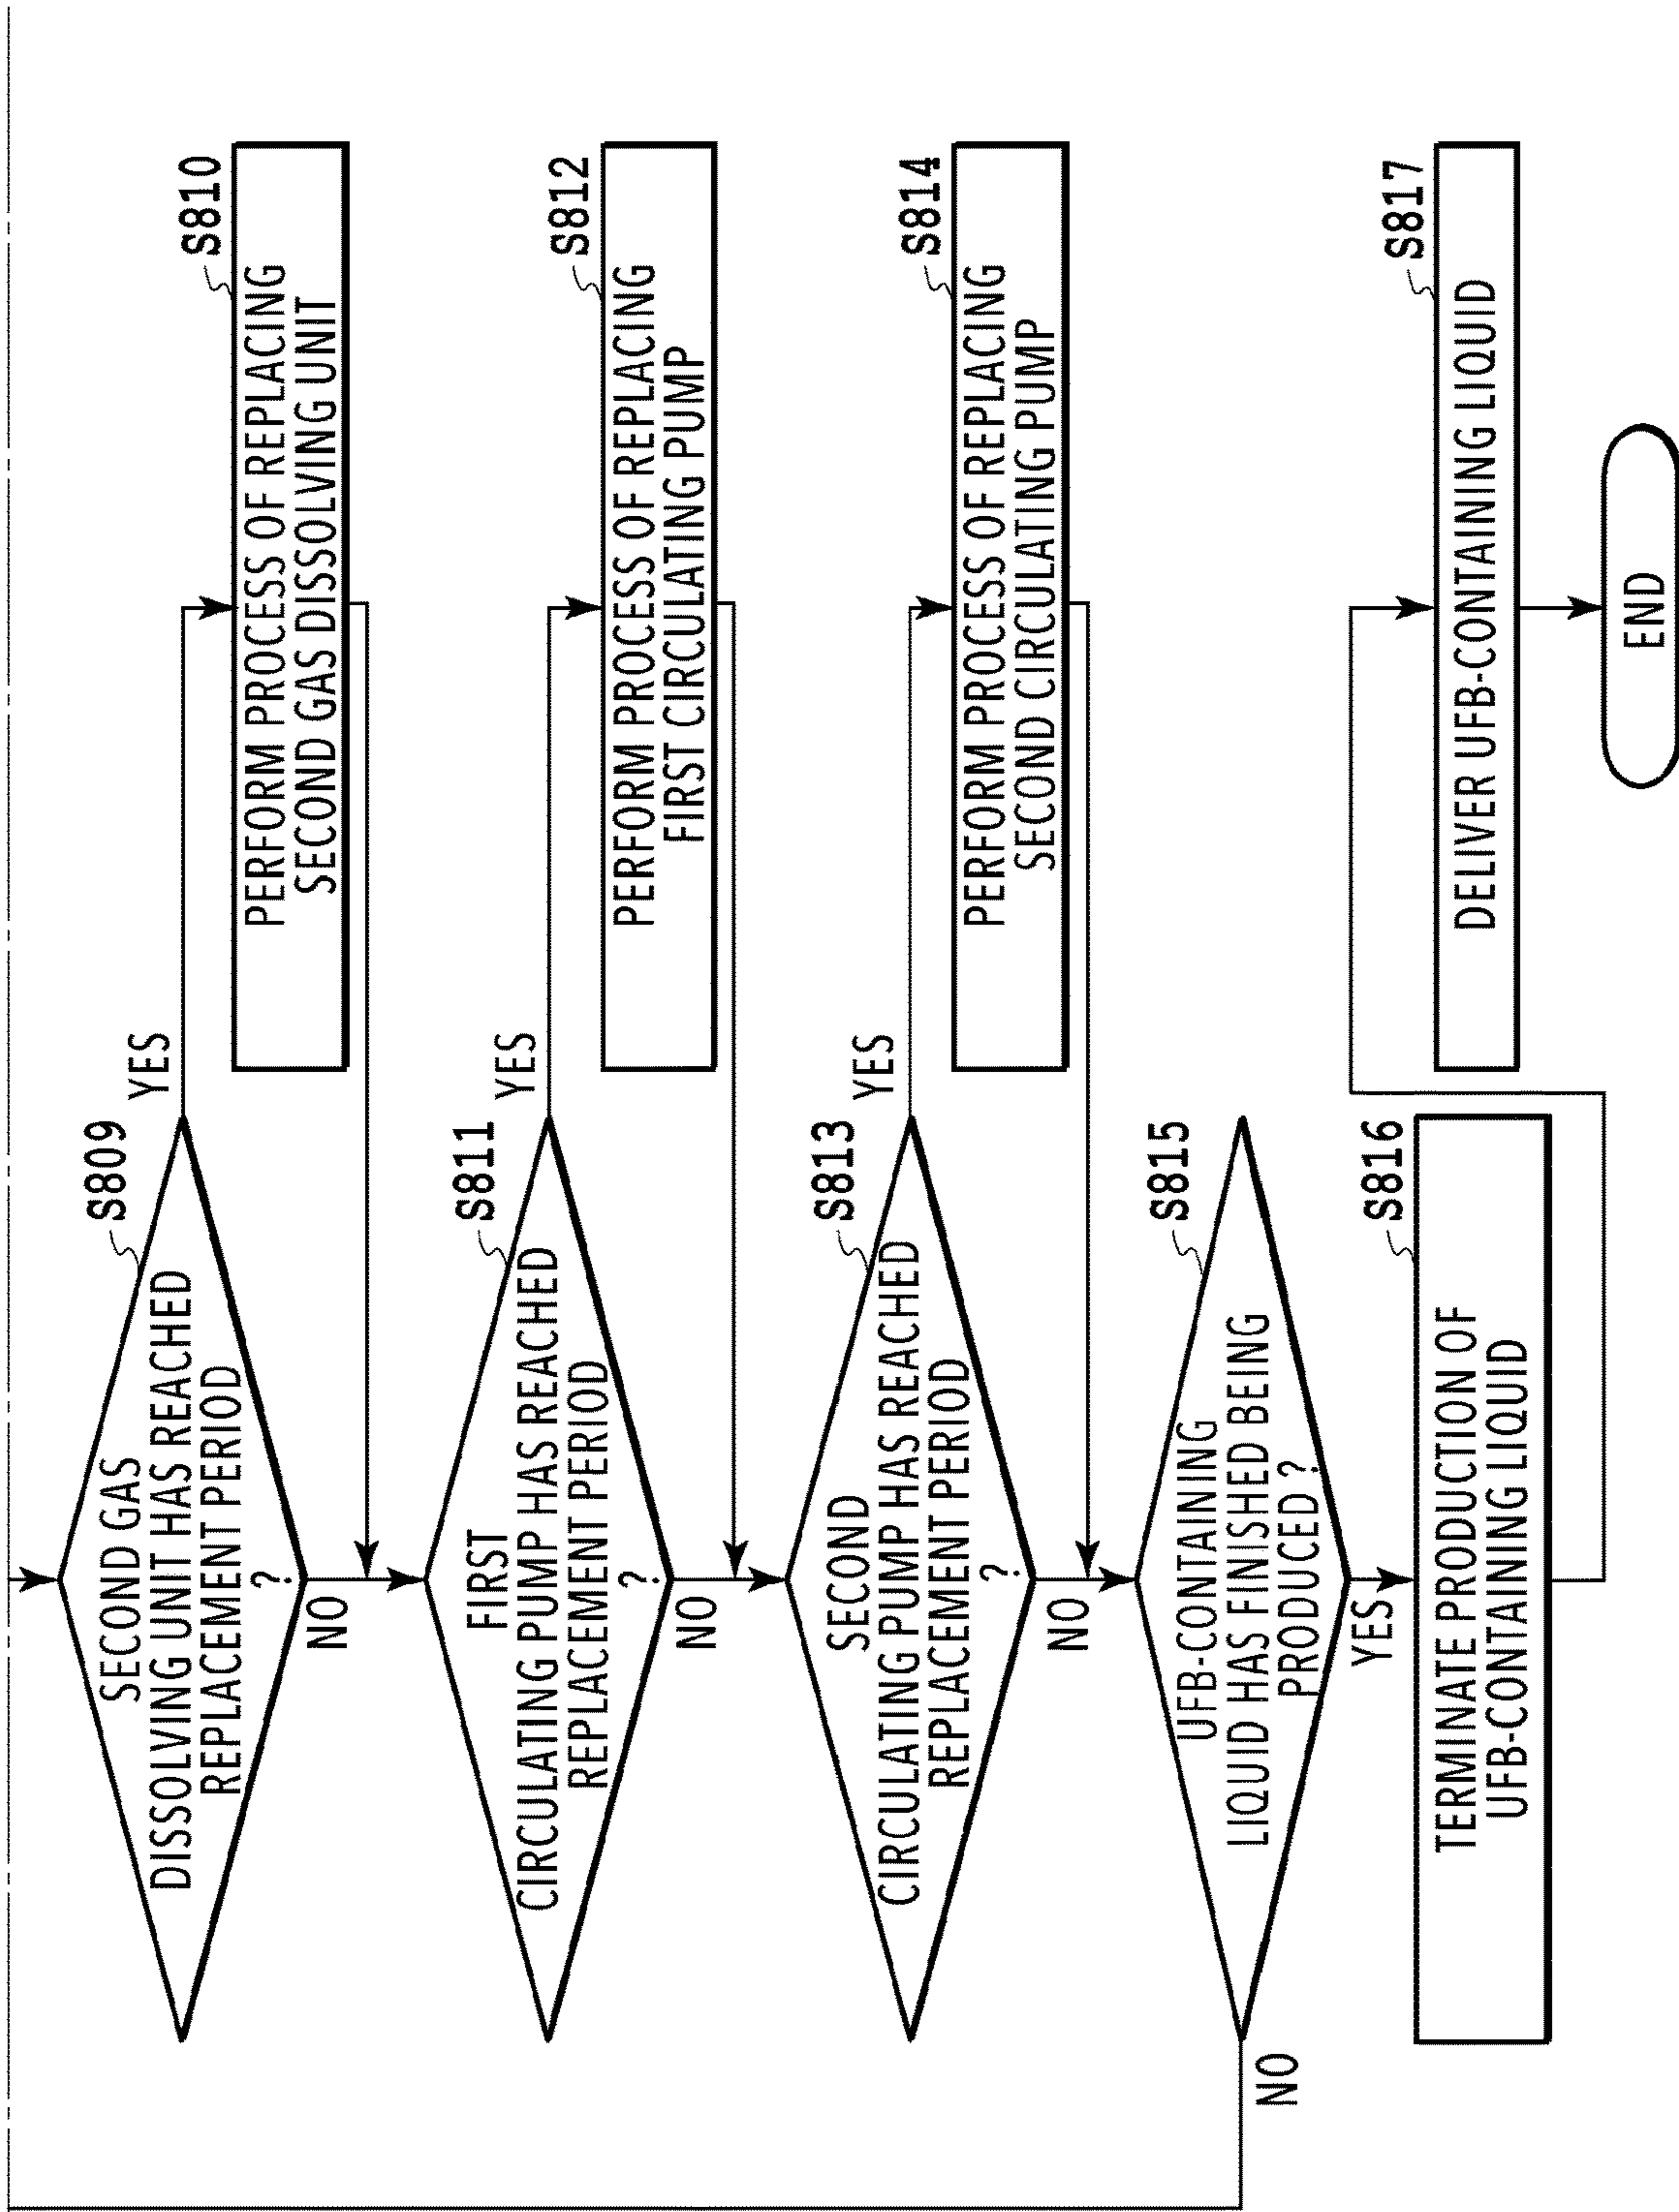 S809
SECOND GAS
DISSOLVING UNIT HAS REACHED
REPLACEMENT PERIOD
?
YES
NO
S810
PERFORM PROCESS OF REPLACING
SECOND GAS DISSOLVING UNIT
S811
FIRST
CIRCULATING PUMP HAS REACHED
REPLACEMENT PERIOD
?
YES
NO
S812
PERFORM PROCESS OF REPLACING
FIRST CIRCULATING PUMP
S813
SECOND
CIRCULATING PUMP HAS REACHED
REPLACEMENT PERIOD
?
YES
NO
S814
PERFORM PROCESS OF REPLACING
SECOND CIRCULATING PUMP
S815
UFB-CONTAINING
LIQUID HAS FINISHED BEING
PRODUCED ?
NO
YES
S816
TERMINATE PRODUCTION OF
UFB-CONTAINING LIQUID
S817
DELIVER UFB-CONTAINING LIQUID
END